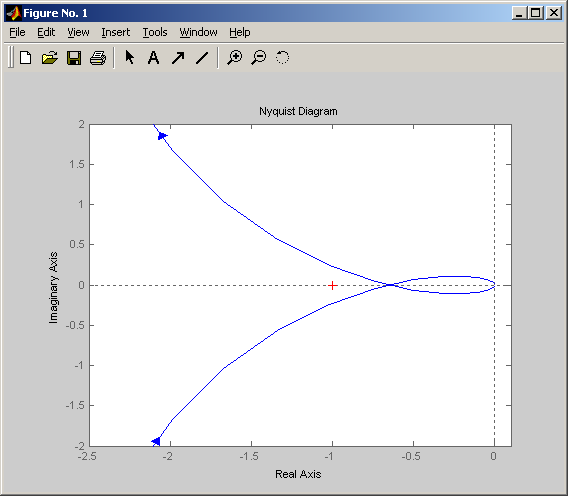 Figure No. 1
File Edit View Insert Tools Window Help
A
Nyquist Diagram
2
1.5
1
0.5
0
-0.5
-1
-1.5
-2
Imaginary Axis
-2.5 -2 -1.5 -1 -0.5 0
Real Axis